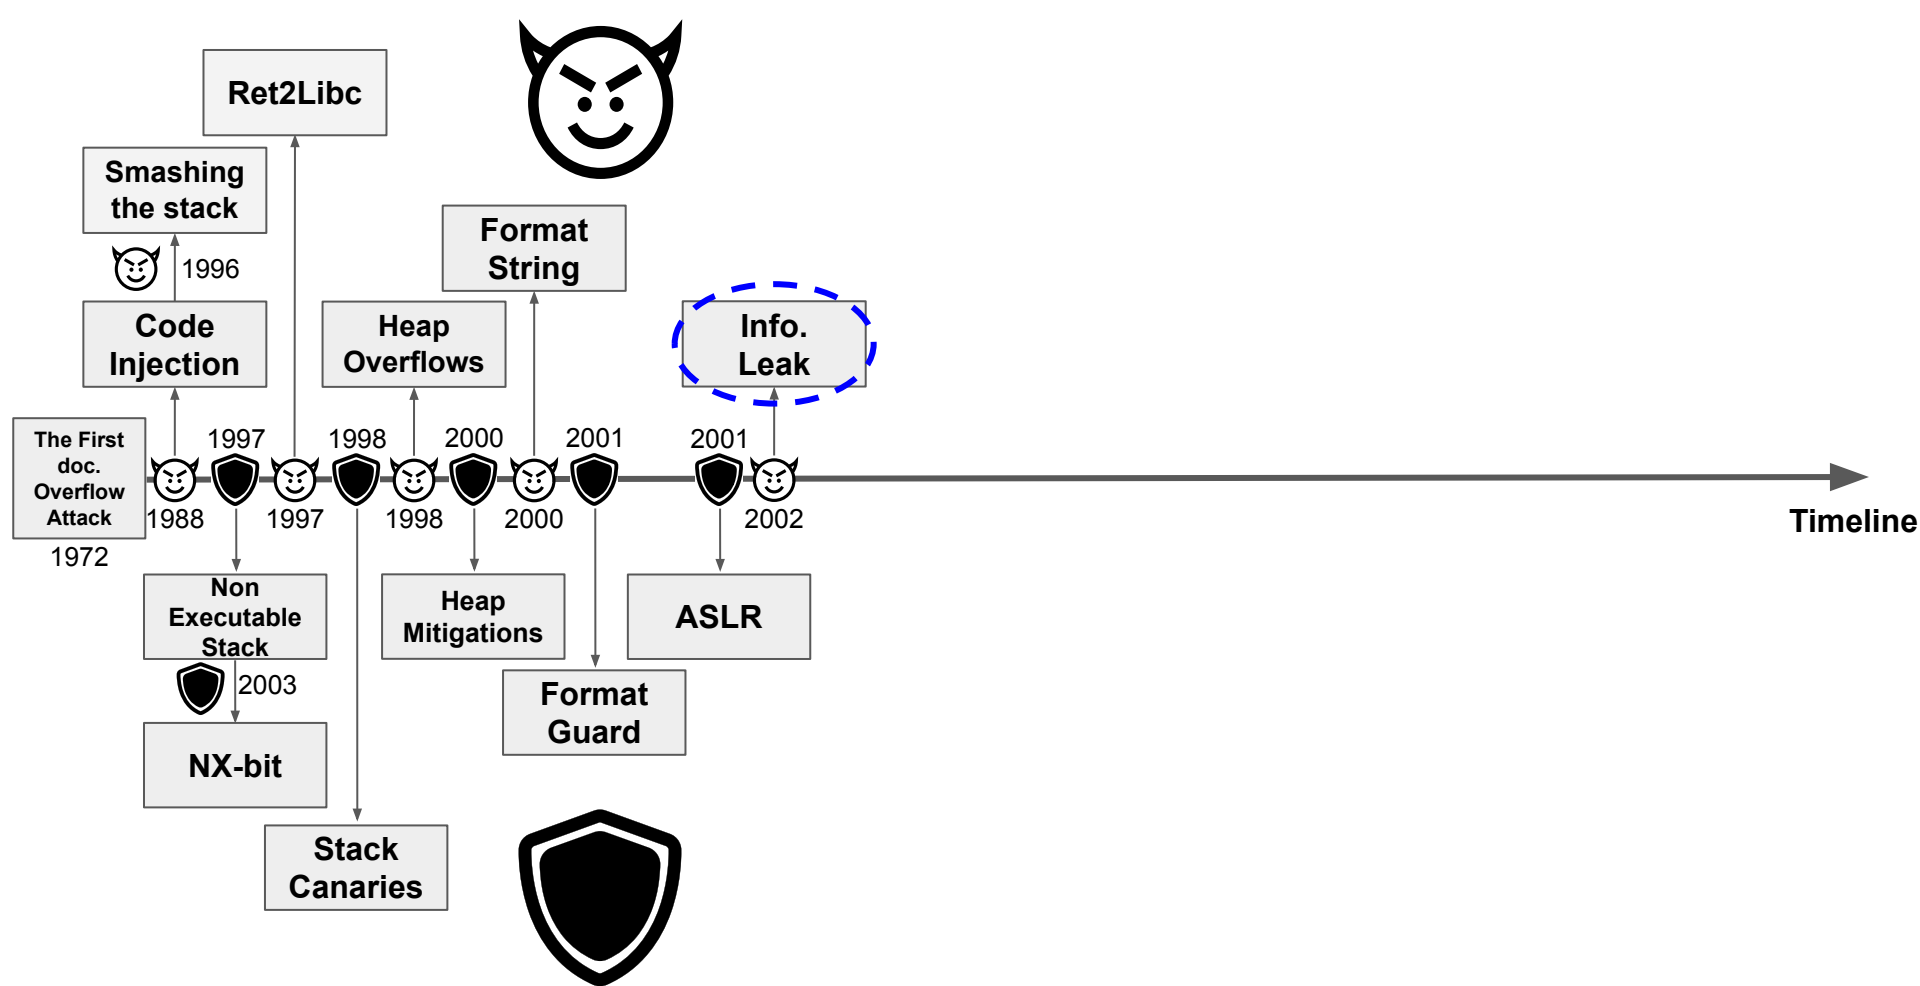 Ret2Libc
Smashing
the stack
1996
Code
Injection
Format
String
Heap
Overflows
Info.
Leak
The First
doc.
Overflow
Attack
1972
1988
1997
1997
1998
1998
2000
2000
2001
2001
2002
Timeline
Non
Executable
Stack
2003
NX-bit
Stack
Canaries
Heap
Mitigations
Format
Guard
ASLR